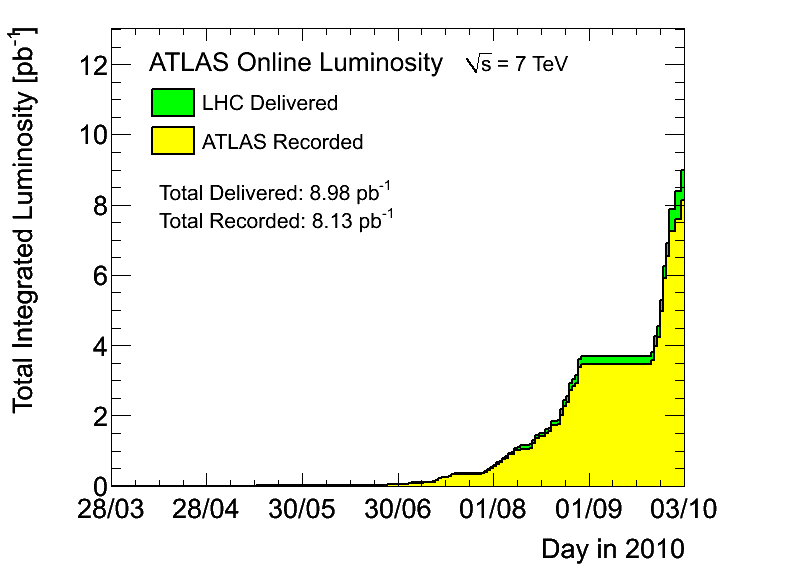 Total Integrated Luminosity [pb⁻¹]
ATLAS Online Luminosity √s = 7 TeV
LHC Delivered
ATLAS Recorded
Total Delivered: 8.98 pb⁻¹
Total Recorded: 8.13 pb⁻¹
12
10
8
6
4
2
0
28/03 28/04 30/05 30/06 01/08 01/09 03/10
Day in 2010